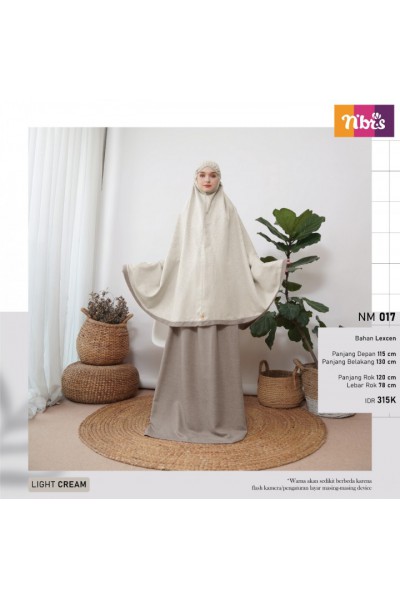 Nibris
NM 017
Bahan Lexcen
Panjang Depan 115 cm
Panjang Belakang 130 cm
Panjang Rok 120 cm
Lebar Rok 78 cm
IDR 315K
LIGHT CREAM
*Warna akan sedikit berbeda karena
flash kamera/pengaturan layar masing-masing device